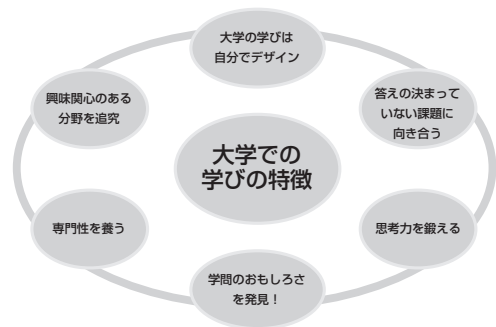 大学の学びは
自分でデザイン
興味関心のある
分野を追究
答えの決まって
いない課題に
向き合う
大学での
学びの特徴
専門性を養う
思考力を鍛える
学問のおもしろさ
を発見！